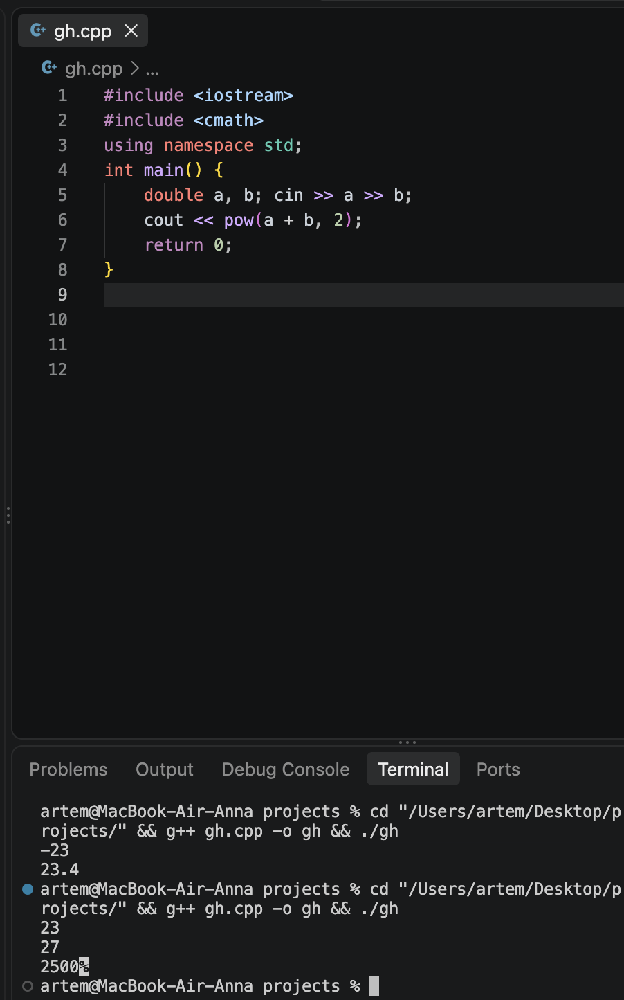 gh.cpp
gh.cpp > ...
1 #include <iostream>
2 #include <cmath>
3 using namespace std;
4 int main() {
5     double a, b; cin >> a >> b;
6     cout << pow(a + b, 2);
7     return 0;
8 }
9
10
11
12
Problems Output Debug Console Terminal Ports
artem@MacBook-Air-Anna projects % cd "/Users/artem/Desktop/p
rojects/" && g++ gh.cpp -o gh && ./gh
-23
23.4
artem@MacBook-Air-Anna projects % cd "/Users/artem/Desktop/p
rojects/" && g++ gh.cpp -o gh && ./gh
23
27
2500%
artem@MacBook-Air-Anna projects %